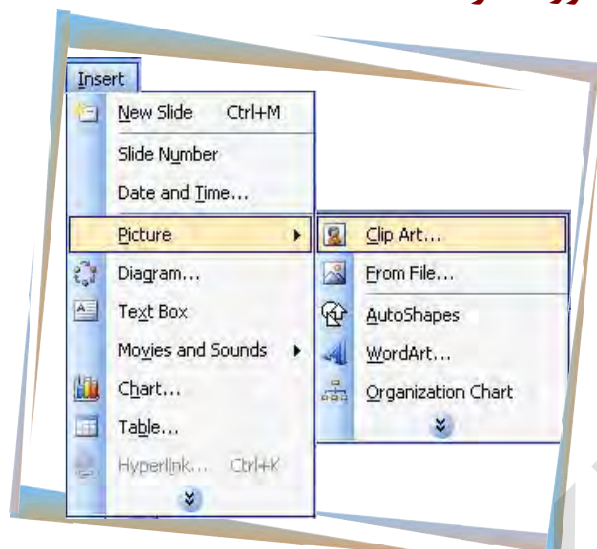 Insert
New Slide Ctrl+M
Slide Number
Date and Time...
Picture
Diagram...
Text Box
Movies and Sounds
Chart...
Table...
Hyperlink... Ctrl+K
Clip Art...
From File...
AutoShapes
WordArt...
Organization Chart